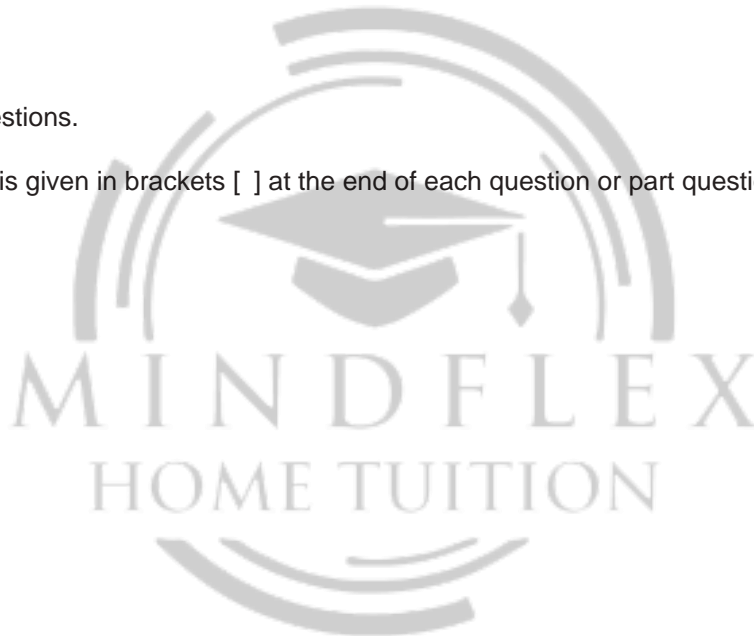 estions.
is given in brackets [ ] at the end of each question or part questi
MINDFLEX
HOME TUITION